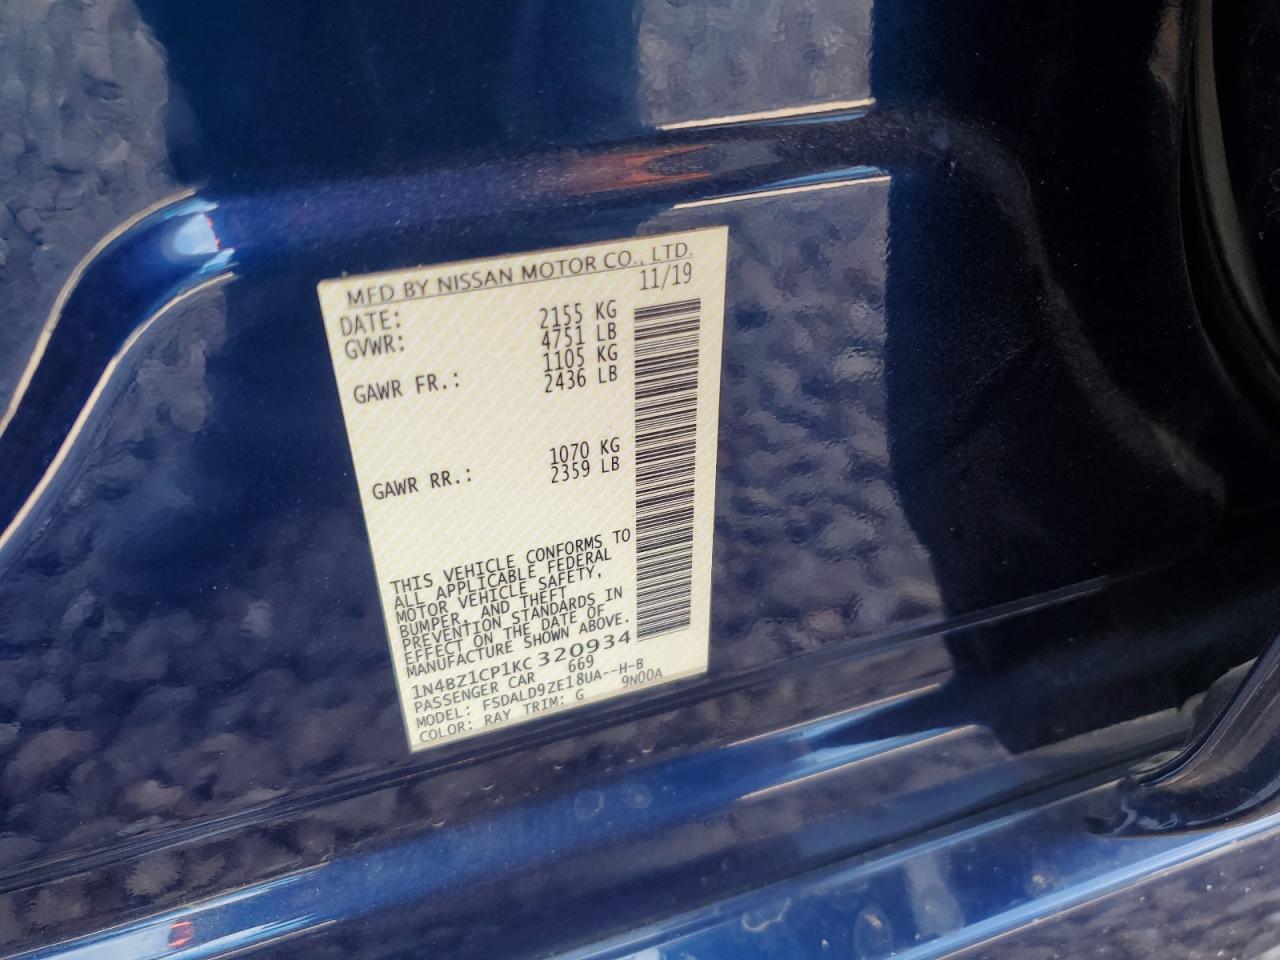 MFD BY NISSAN MOTOR CO., LTD.
DATE: 11/19
GVWR: 2155 KG
4751 LB
GAWR FR.: 1105 KG
2436 LB
GAWR RR.: 1070 KG
2359 LB
THIS VEHICLE CONFORMS TO
ALL APPLICABLE FEDERAL
MOTOR VEHICLE SAFETY,
BUMPER, AND THEFT
PREVENTION STANDARDS IN
EFFECT ON THE DATE OF
MANUFACTURE SHOWN ABOVE.
1N4BZ1CP1KC320934
PASSENGER CAR 669
MODEL: FSDALD9ZE18UA--H-B
COLOR: RAY TRIM: G 9N00A